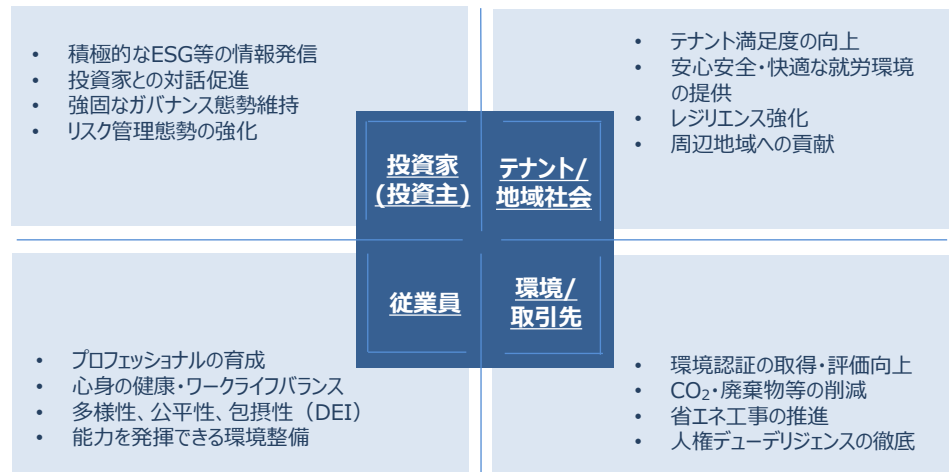 • 積極的なESG等の情報発信
• 投資家との対話促進
• 強固なガバナンス態勢維持
• リスク管理態勢の強化
• テナント満足度の向上
• 安心安全・快適な就労環境
の提供
• レジリエンス強化
• 周辺地域への貢献
投資家
(投資主)
テナント/
地域社会
従業員
環境/
取引先
• プロフェッショナルの育成
• 心身の健康・ワークライフバランス
• 多様性、公平性、包摂性（DEI）
• 能力を発揮できる環境整備
• 環境認証の取得・評価向上
• CO₂・廃棄物等の削減
• 省エネ工事の推進
• 人権デューデリジェンスの徹底